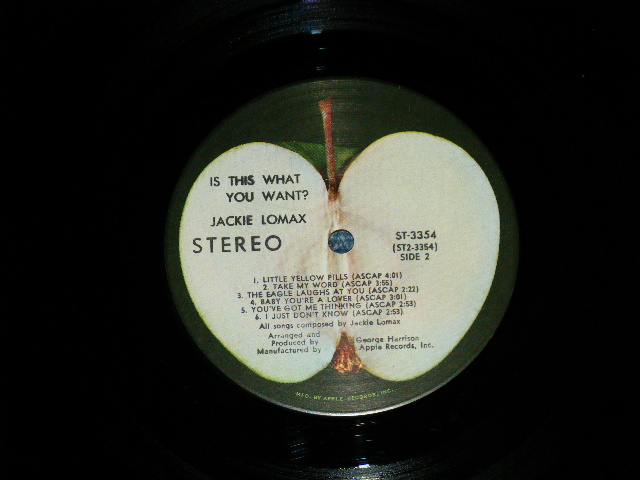 IS THIS WHAT
YOU WANT?
JACKIE LOMAX
STEREO
ST-3354
(ST2-3354)
SIDE 2
1. LITTLE YELLOW PILLS (ASCAP 4:01)
2. TAKE MY WORD (ASCAP 3:55)
3. THE EAGLE LAUGHS AT YOU (ASCAP 2:22)
4. BABY YOU'RE A LOVER (ASCAP 3:01)
5. YOU'VE GOT ME THINKING (ASCAP 2:53)
6. I JUST DON'T KNOW (ASCAP 2:53)
All songs composed by Jackie Lomax
Arranged and
Produced by George Harrison
Manufactured by Apple Records, Inc.
MFD. BY APPLE RECORDS, INC.